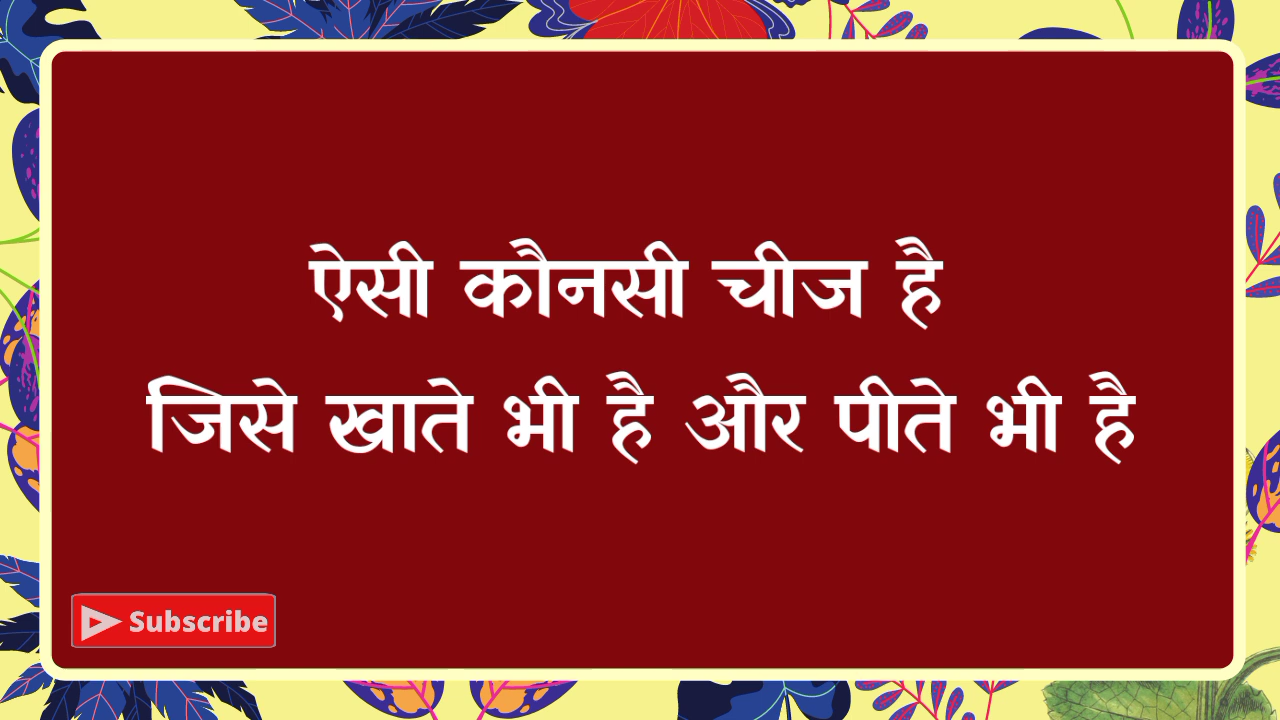 ऐसी कौनसी चीज है
जिसे खाते भी है और पीते भी है
Subscribe